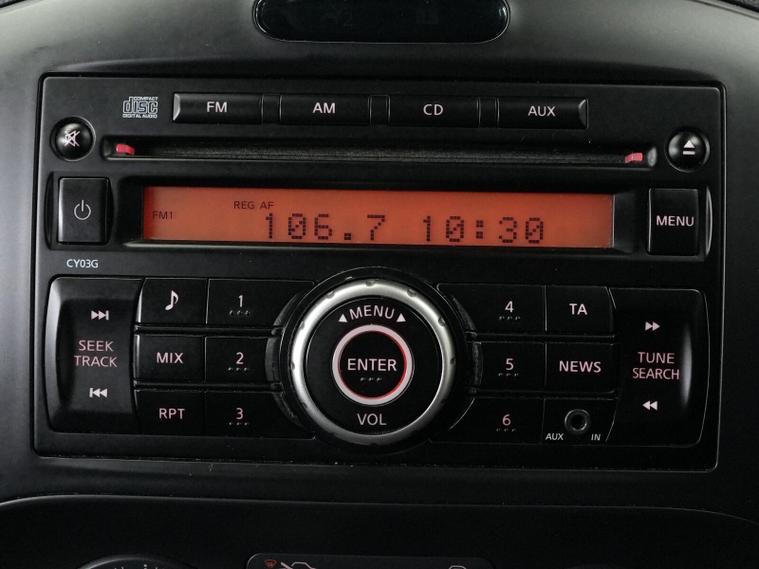 COMPACT
disc
DIGITAL AUDIO
FM AM CD AUX
REG AF
FM1 106.7 10:30
MENU
CY03G
SEEK
TRACK
1
MIX 2
RPT 3
MENU
ENTER
VOL
4 TA
5 NEWS
6
AUX IN
TUNE
SEARCH